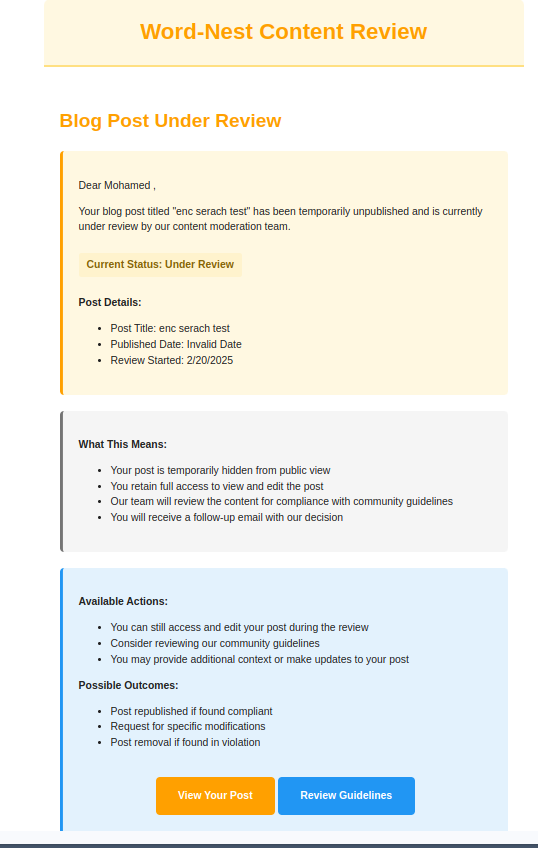 Word-Nest Content Review
Blog Post Under Review
Dear Mohamed ,
Your blog post titled "enc serach test" has been temporarily unpublished and is currently
under review by our content moderation team.
Current Status: Under Review
Post Details:
• Post Title: enc serach test
• Published Date: Invalid Date
• Review Started: 2/20/2025
What This Means:
• Your post is temporarily hidden from public view
• You retain full access to view and edit the post
• Our team will review the content for compliance with community guidelines
• You will receive a follow-up email with our decision
Available Actions:
• You can still access and edit your post during the review
• Consider reviewing our community guidelines
• You may provide additional context or make updates to your post
Possible Outcomes:
• Post republished if found compliant
• Request for specific modifications
• Post removal if found in violation
View Your Post Review Guidelines